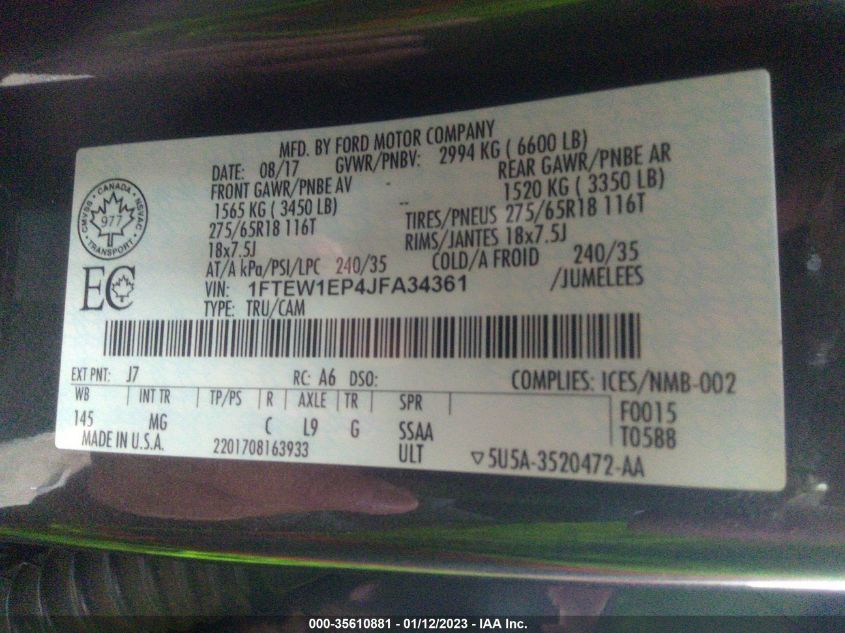 MFD. BY FORD MOTOR COMPANY
DATE: 08/17 GVWR/PNBV: 2994 KG ( 6600 LB)
FRONT GAWR/PNBE AV REAR GAWR/PNBE AR
1565 KG ( 3450 LB) 1520 KG ( 3350 LB)
275/65R18 116T TIRES/PNEUS 275/65R18 116T
18x7.5J RIMS/JANTES 18x7.5J
AT/A kPa/PSI/LPC 240/35 COLD/A FROID 240/35
VIN: 1FTEW1EP4JFA34361 /JUMELEES
TYPE: TRU/CAM
CANADA
CMVSS - NSVAC
977
TRANSPORT
EC
EXT PNT: J7 RC: A6 DSO: COMPLIES: ICES/NMB-002
WB INT TR TP/PS R AXLE TR SPR F0015
145 MG C L9 G SSAA T0588
MADE IN U.S.A. 2201708163933 ULT ▽5U5A-3520472-AA
000-35610881 - 01/12/2023 - IAA Inc.